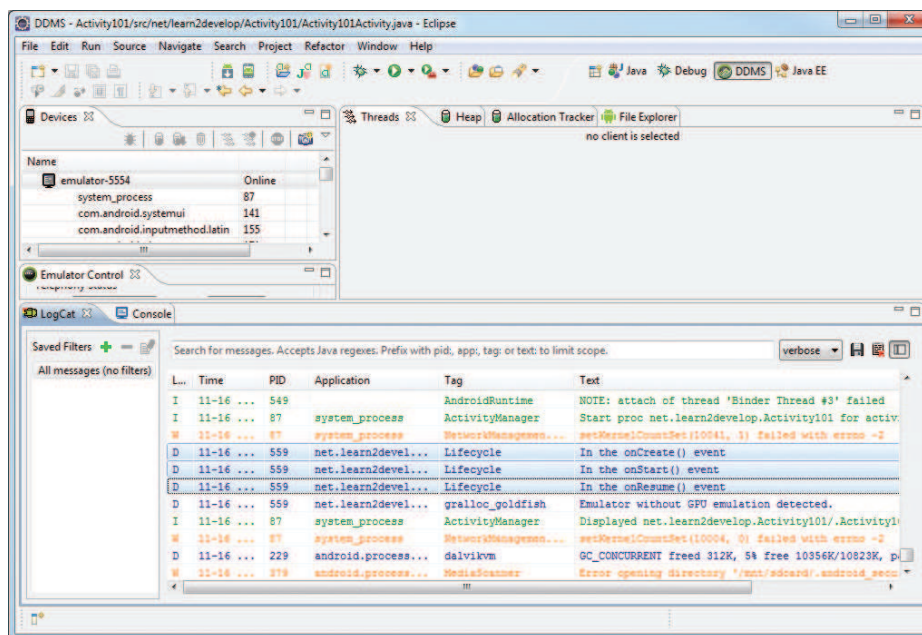 DDMS - Activity101/src/net/learn2develop/Activity101/Activity101Activity.java - Eclipse
File Edit Run Source Navigate Search Project Refactor Window Help
Java Debug DDMS Java EE
Devices
Threads Heap Allocation Tracker File Explorer
no client is selected
Name
emulator-5554 Online
system_process 87
com.android.systemui 141
com.android.inputmethod.latin 155
Emulator Control
Telephony Status
LogCat Console
Saved Filters
Search for messages. Accepts Java regexes. Prefix with pid:, app:, tag: or text: to limit scope.
verbose
All messages (no filters)
L... Time PID Application Tag Text
I 11-16 ... 549 AndroidRuntime NOTE: attach of thread 'Binder Thread #3' failed
I 11-16 ... 87 system_process ActivityManager Start proc net.learn2develop.Activity101 for activ
W 11-16 ... 87 system_process NetworkManagemen... setKernelCountSet(10041, 1) failed with errno -2
D 11-16 ... 559 net.learn2devel... Lifecycle In the onCreate() event
D 11-16 ... 559 net.learn2devel... Lifecycle In the onStart() event
D 11-16 ... 559 net.learn2devel... Lifecycle In the onResume() event
D 11-16 ... 559 net.learn2devel... gralloc_goldfish Emulator without GPU emulation detected.
I 11-16 ... 87 system_process ActivityManager Displayed net.learn2develop.Activity101/.Activity1
W 11-16 ... 87 system_process NetworkManagemen... setKernelCountSet(10004, 0) failed with errno -2
D 11-16 ... 229 android.process... dalvikvm GC_CONCURRENT freed 312K, 5% free 10356K/10823K, p
W 11-16 ... android.process... MediaScanner Error opening directory '/mnt/sdcard/.android_secu